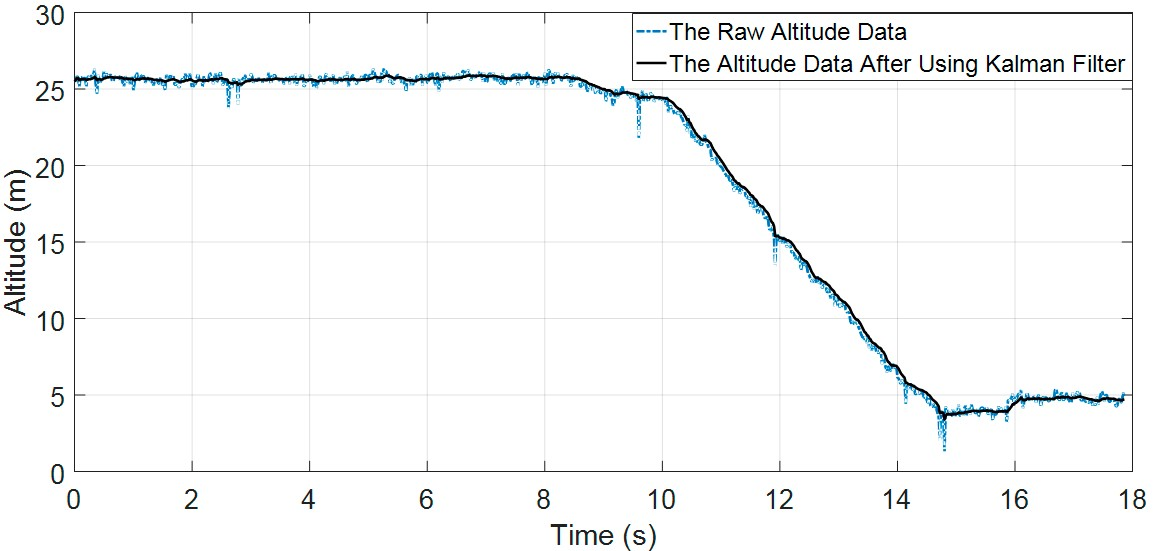 The Raw Altitude Data
The Altitude Data After Using Kalman Filter
30
25
20
15
10
5
0
Altitude (m)
0 2 4 6 8 10 12 14 16 18
Time (s)